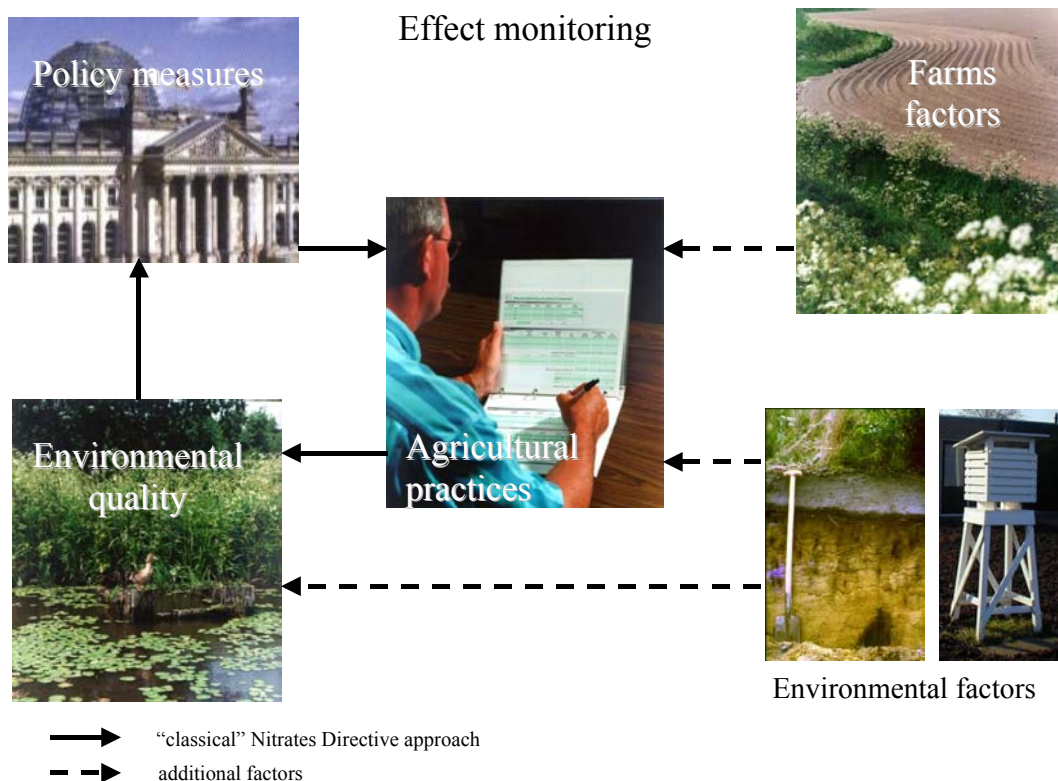 Effect monitoring
Policy measures
Farms
factors
Agricultural
practices
Environmental
quality
Environmental factors
“classical” Nitrates Directive approach
additional factors